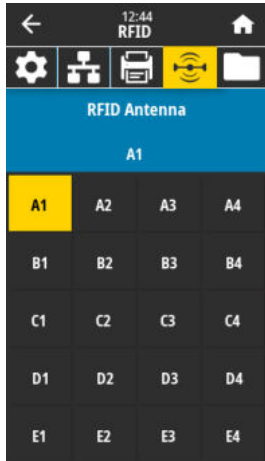 12:44
RFID
RFID Antenna
A1
A1 A2 A3 A4
B1 B2 B3 B4
C1 C2 C3 C4
D1 D2 D3 D4
E1 E2 E3 E4